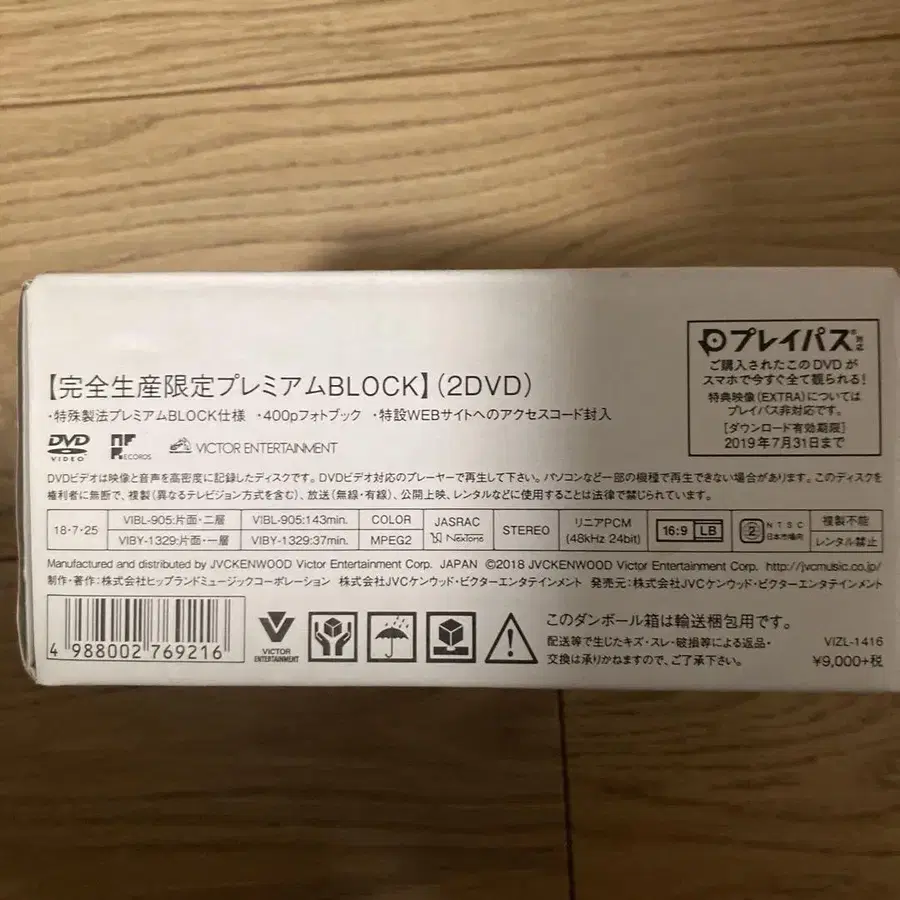 プレイパス®対応
ご購入されたこのDVDが
スマホで今すぐ全て観られる!
特典映像(EXTRA)については
プレイパス非対応です。
[ダウンロード有効期限]
2019年7月31日まで
【完全生産限定プレミアムBLOCK】(2DVD)
・特殊製法プレミアムBLOCK仕様 ・400pフォトブック ・特設WEBサイトへのアクセスコード封入
DVD VIDEO RECORDS VICTOR ENTERTAINMENT
DVDビデオは映像と音声を高密度に記録したディスクです。DVDビデオ対応のプレーヤーで再生して下さい。パソコンなど一部の機種で再生できない場合があります。このディスクを
権利者に無断で、複製(異なるテレビジョン方式を含む)、放送(無線・有線)、公開上映、レンタルなどに使用することは法律で禁じられています。
18・7・25 VIBL-905:片面・二層 VIBL-905:143min. COLOR JASRAC STEREO リニアPCM 16:9 LB 2 NTSC 複製不能
VIBY-1329:片面・一層 VIBY-1329:37min. MPEG2 NexTone (48kHz 24bit) 日本市場向 レンタル禁止
Manufactured and distributed by JVCKENWOOD Victor Entertainment Corp. JAPAN ©2018 JVCKENWOOD Victor Entertainment Corp. http://jvcmusic.co.jp/
制作・著作:株式会社ヒップランドミュージックコーポレーション 株式会社JVCケンウッド・ビクターエンタテインメント 発売元:株式会社JVCケンウッド・ビクターエンタテインメント
4 988002 769216
VICTOR
ENTERTAINMENT
このダンボール箱は輸送梱包用です。
配送等で生じたキズ・スレ・破損等による返品・
交換は承りかねますので、ご了承下さい。
VIZL-1416
¥9,000+税